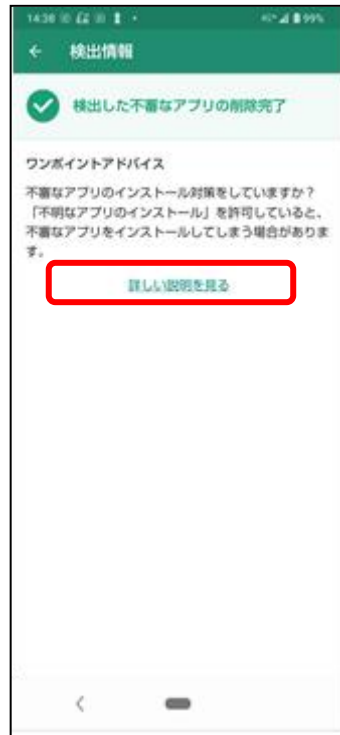 14:38
99%
検出情報
検出した不審なアプリの削除完了
ワンポイントアドバイス
不審なアプリのインストール対策をしていますか？
「不明なアプリのインストール」を許可していると、
不審なアプリをインストールしてしまう場合がありま
す。
詳しい説明を見る